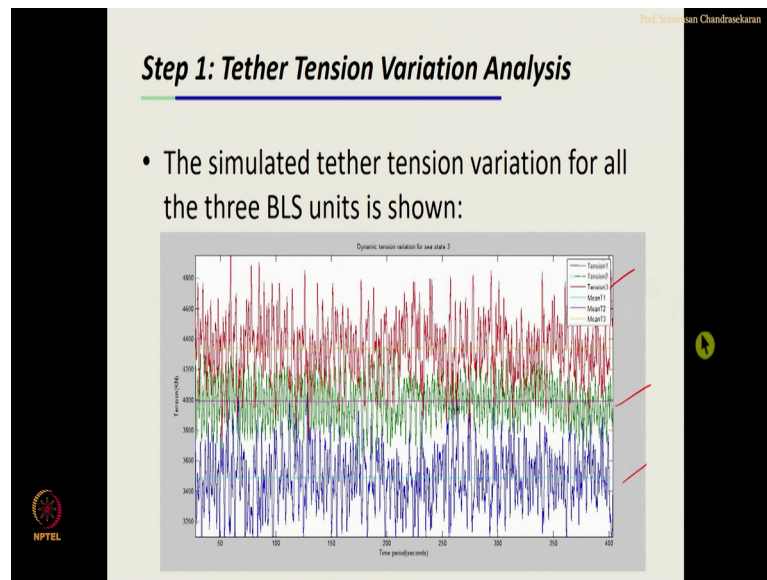 Prof. Srinivasan Chandrasekaran
Step 1: Tether Tension Variation Analysis
• The simulated tether tension variation for all
the three BLS units is shown:
Dynamic tension variation for sea state 3
Tension1
Tension2
Tension3
MeanT1
MeanT2
MeanT3
4800
4600
4400
4200
4000
3800
3600
3400
3200
Tension(KN)
50 100 150 200 250 300 350 400
Time period(seconds)
NPTEL